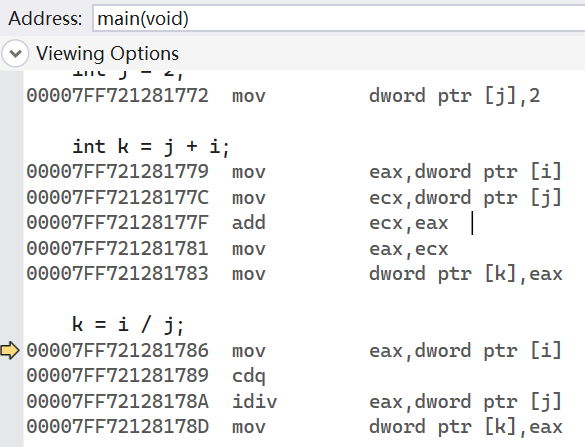 Address: main(void)
Viewing Options
int j = 2;
00007FF721281772 mov dword ptr [j],2
int k = j + i;
00007FF721281779 mov eax,dword ptr [i]
00007FF72128177C mov ecx,dword ptr [j]
00007FF72128177F add ecx,eax
00007FF721281781 mov eax,ecx
00007FF721281783 mov dword ptr [k],eax
k = i / j;
00007FF721281786 mov eax,dword ptr [i]
00007FF721281789 cdq
00007FF72128178A idiv eax,dword ptr [j]
00007FF72128178D mov dword ptr [k],eax